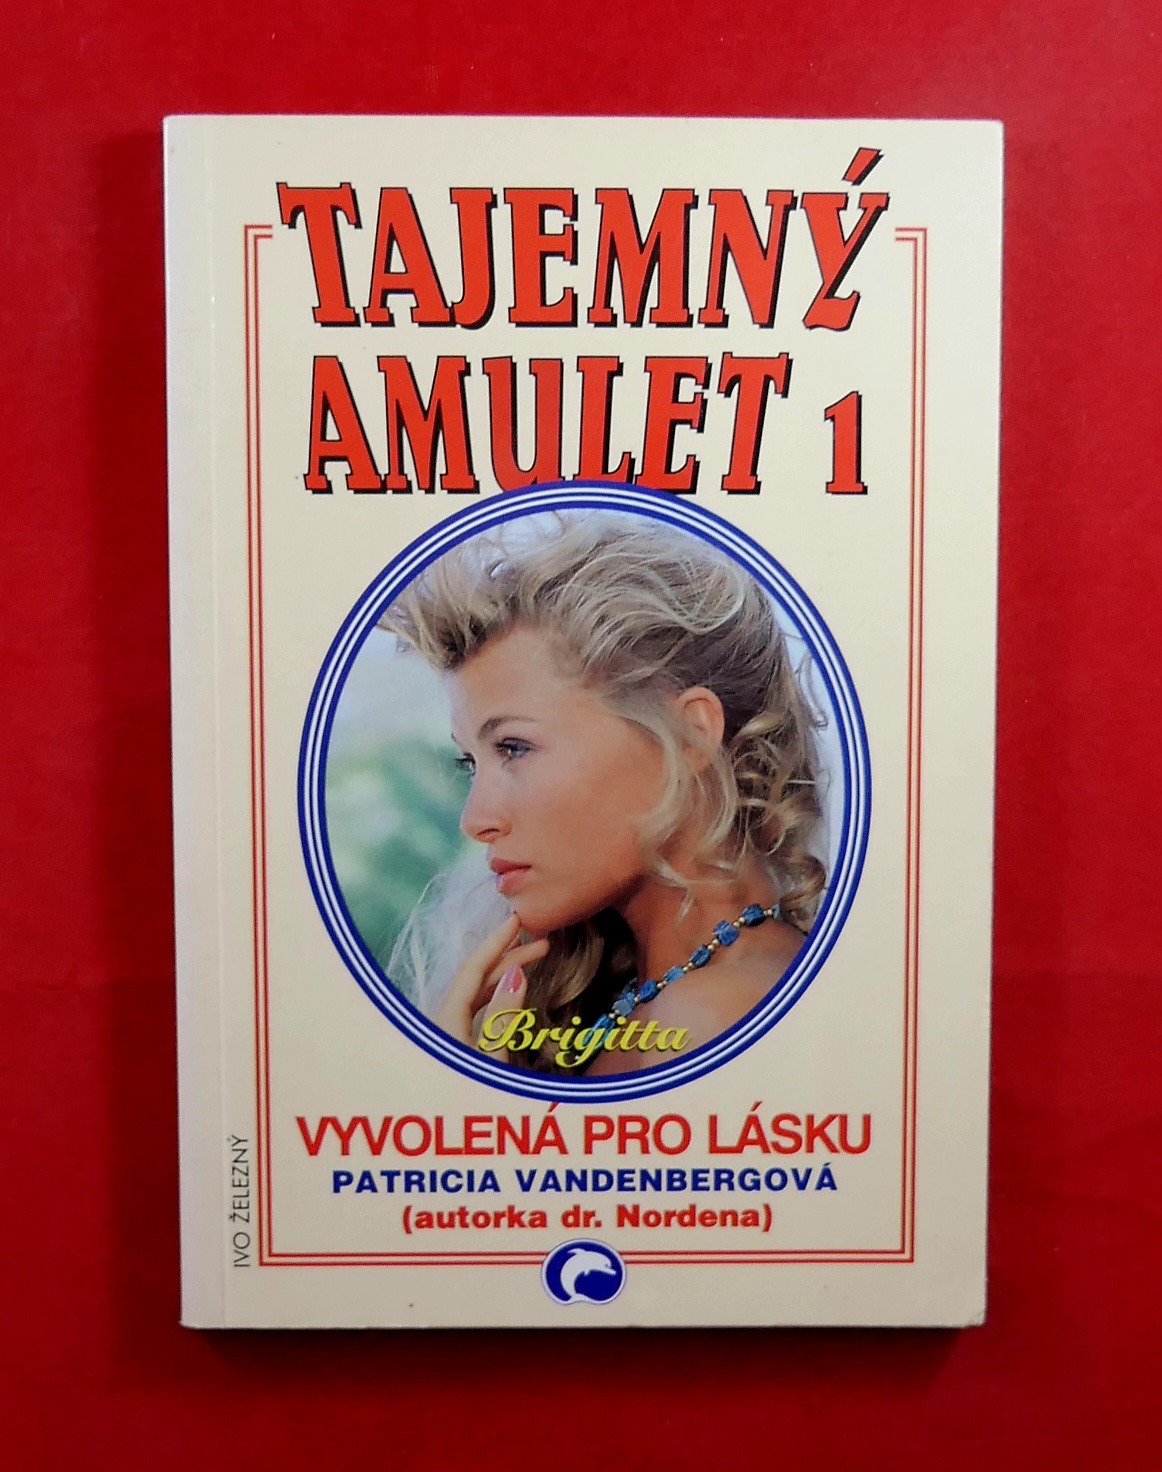 TAJEMNÝ
AMULET 1
Brigitta
VYVOLENÁ PRO LÁSKU
PATRICIA VANDENBERGOVÁ
(autorka dr. Nordena)
IVO ŽELEZNÝ